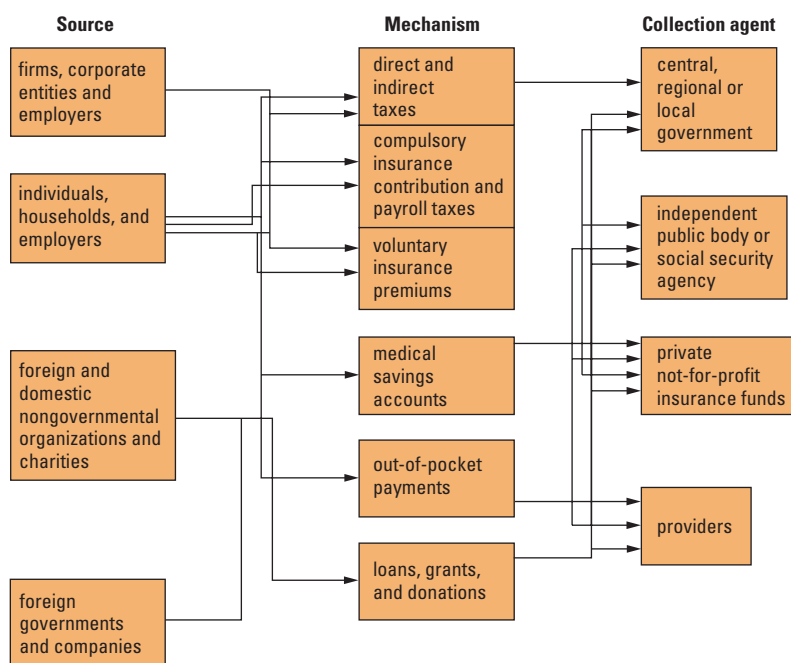 Source
firms, corporate
entities and
employers
individuals,
households, and
employers
foreign and
domestic
nongovernmental
organizations and
charities
foreign
governments
and companies
Mechanism
direct and
indirect
taxes
compulsory
insurance
contribution and
payroll taxes
voluntary
insurance
premiums
medical
savings
accounts
out-of-pocket
payments
loans, grants,
and donations
Collection agent
central,
regional or
local
government
independent
public body or
social security
agency
private
not-for-profit
insurance funds
providers